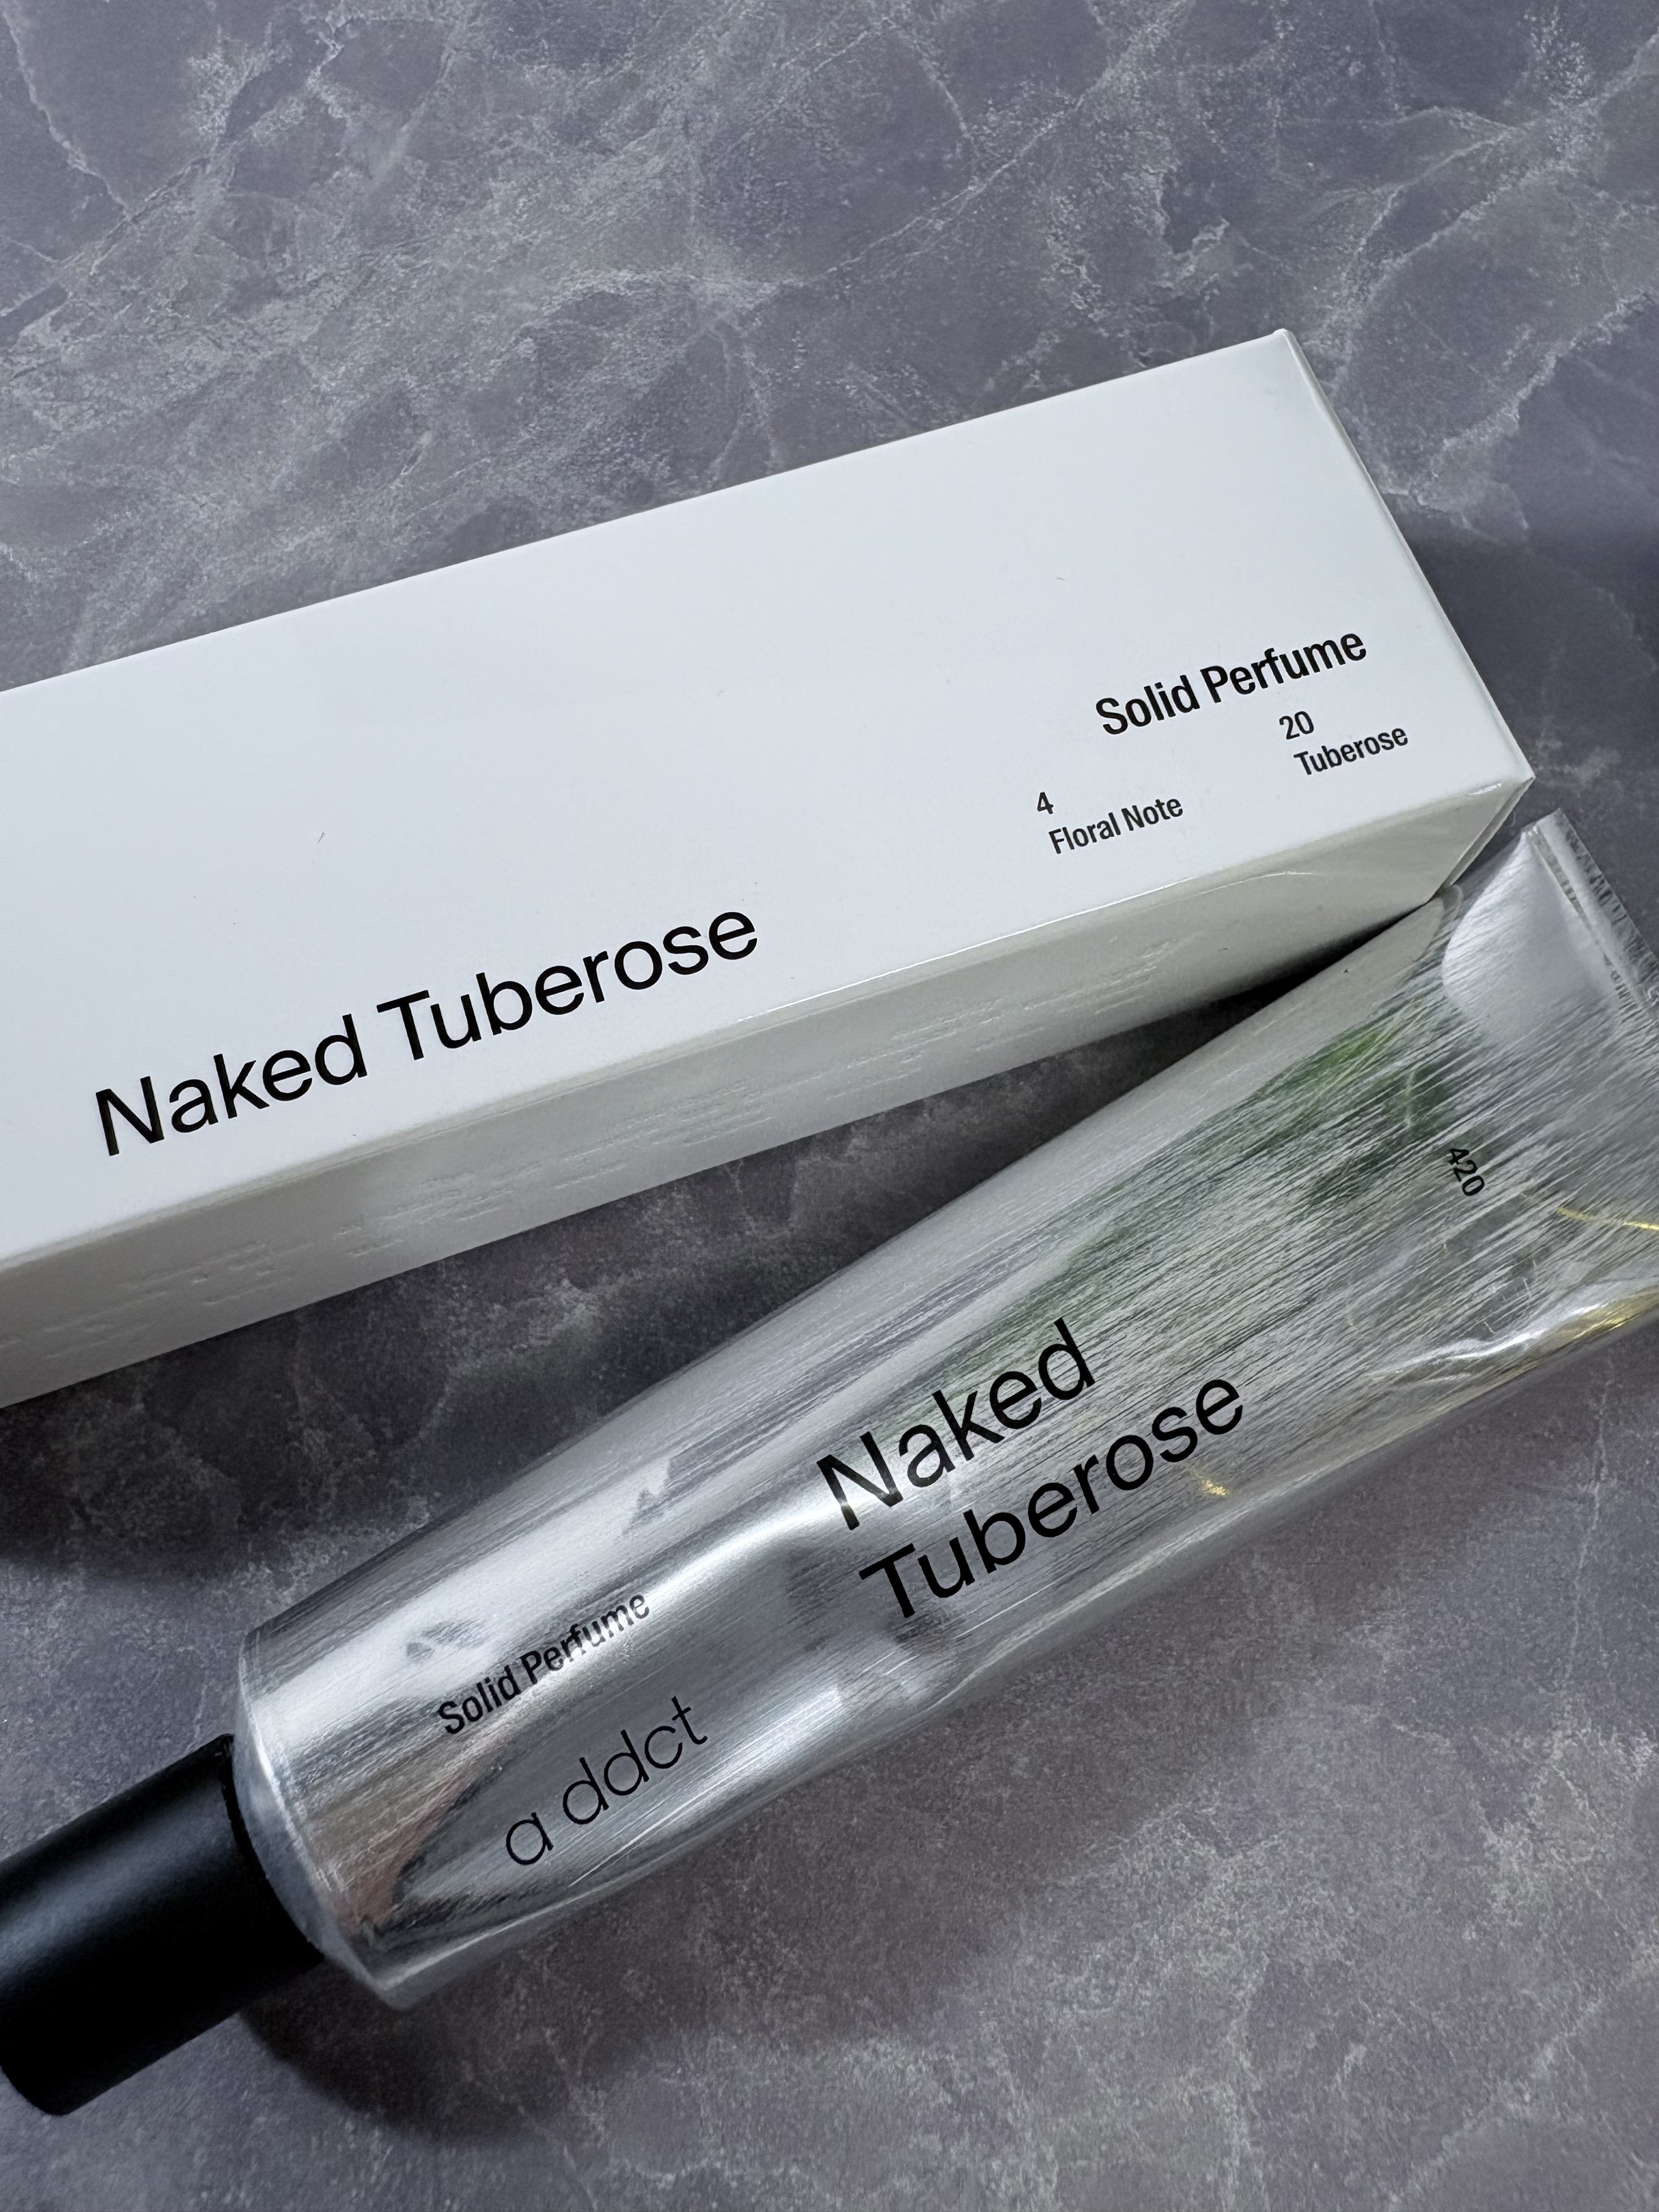 Solid Perfume
20
Tuberose
4
Floral Note
Naked Tuberose
420
Naked
Tuberose
Solid Perfume
a ddct